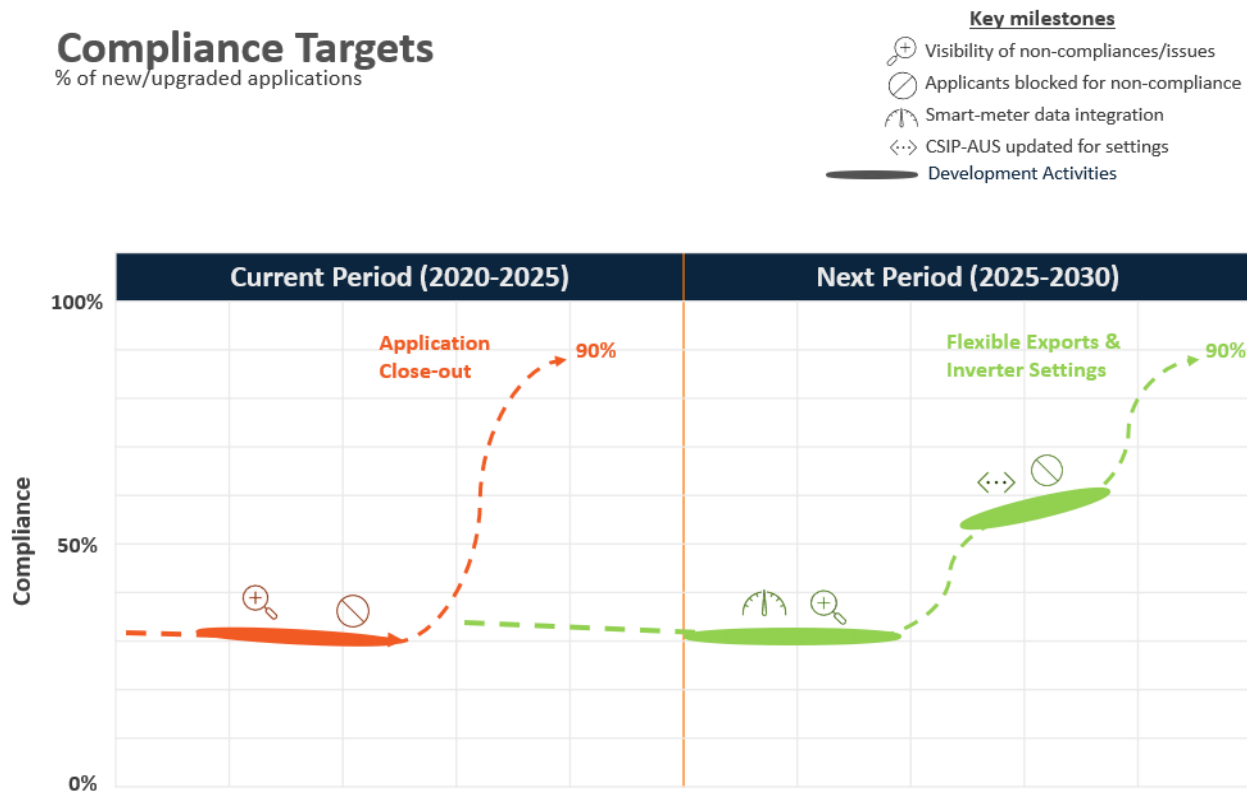 Compliance Targets
% of new/upgraded applications
Key milestones
Visibility of non-compliances/issues
Applicants blocked for non-compliance
Smart-meter data integration
CSIP-AUS updated for settings
Development Activities
Current Period (2020-2025)
Next Period (2025-2030)
100%
Application
Close-out
90%
Flexible Exports &
Inverter Settings
90%
Compliance
50%
0%